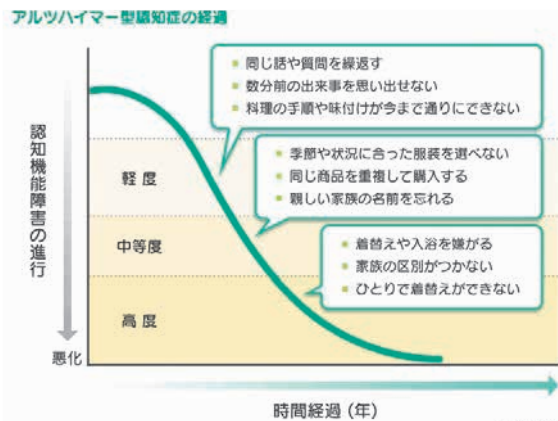 アルツハイマー型認知症の経過
同じ話や質問を繰返す
数分前の出来事を思い出せない
料理の手順や味付けが今まで通りにできない
季節や状況に合った服装を選べない
同じ商品を重複して購入する
親しい家族の名前を忘れる
着替えや入浴を嫌がる
家族の区別がつかない
ひとりで着替えができない
認知機能障害の進行
軽度
中等度
高度
悪化
時間経過(年)